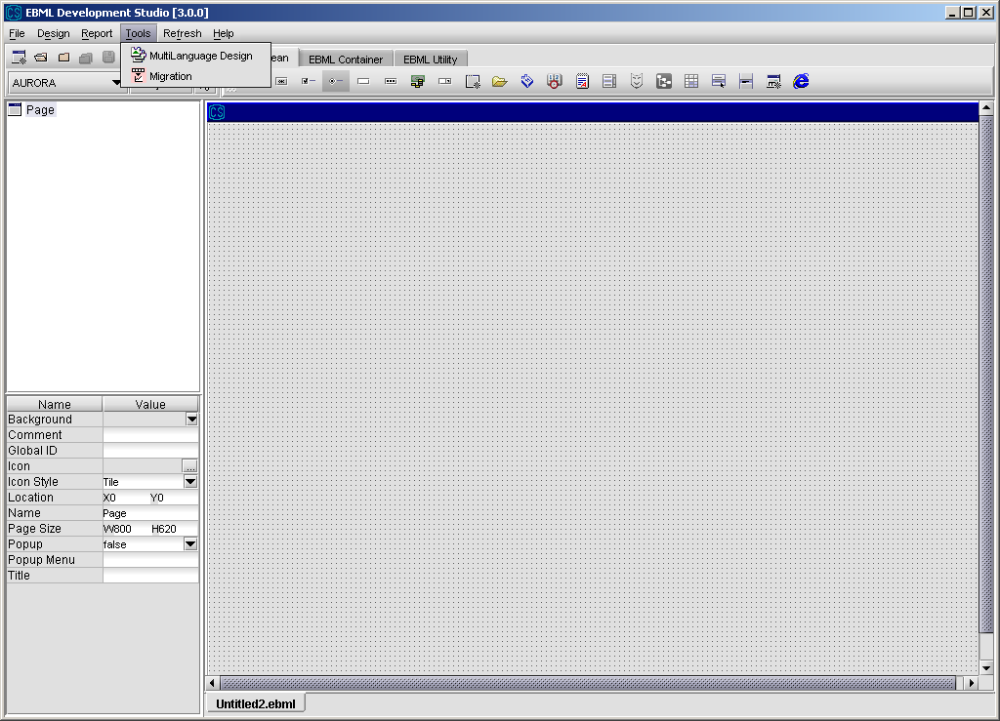 EBML Development Studio [3.0.0]
File Design Report Tools Refresh Help
MultiLanguage Design
Migration
EBML Container EBML Utility
AURORA
Page
CS
Name Value
Background
Comment
Global ID
Icon ...
Icon Style Tile
Location X0 Y0
Name Page
Page Size W800 H620
Popup false
Popup Menu
Title
Untitled2.ebml